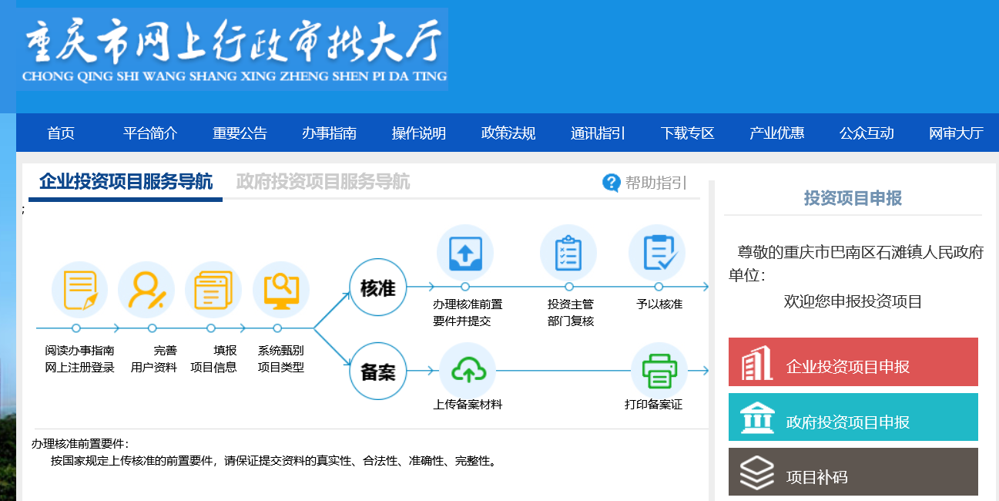 重庆市网上行政审批大厅
CHONG QING SHI WANG SHANG XING ZHENG SHEN PI DA TING
首页 平台简介 重要公告 办事指南 操作说明 政策法规 通讯指引 下载专区 产业优惠 公众互动 网审大厅
企业投资项目服务导航 政府投资项目服务导航 帮助指引
;
阅读办事指南
网上注册登录
完善
用户资料
填报
项目信息
系统甄别
项目类型
核准
办理核准前置
要件并提交
投资主管
部门复核
予以核准
备案
上传备案材料
打印备案证
办理核准前置要件：
按国家规定上传核准的前置要件，请保证提交资料的真实性、合法性、准确性、完整性。
投资项目申报
尊敬的重庆市巴南区石滩镇人民政府
单位：
欢迎您申报投资项目
企业投资项目申报
政府投资项目申报
项目补码